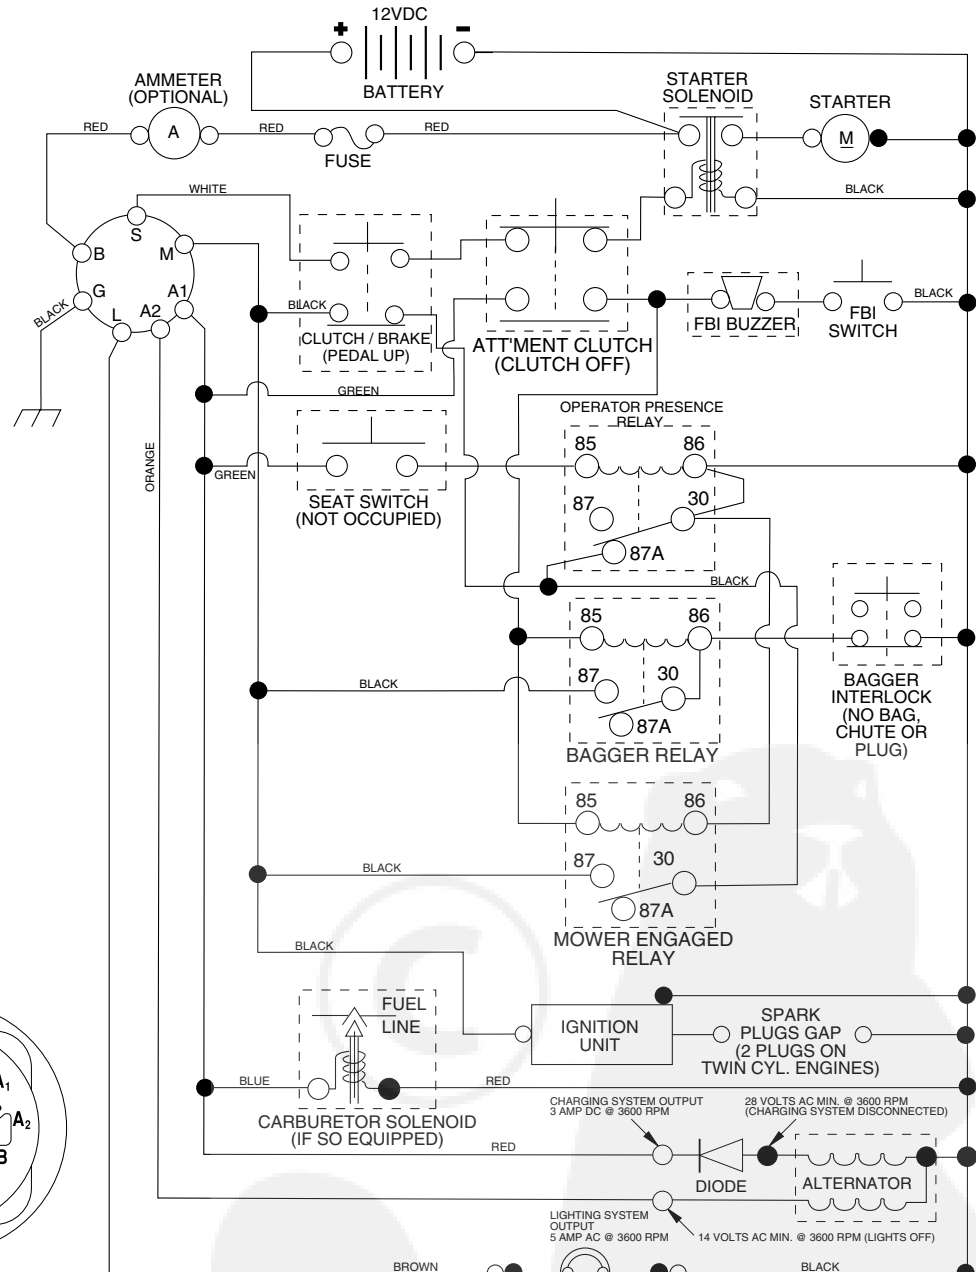 12VDC
+
-
BATTERY
AMMETER
(OPTIONAL)
STARTER
SOLENOID
STARTER
RED
A
RED
FUSE
RED
M
WHITE
BLACK
S
B
M
G
A1
L
A2
BLACK
BLACK
CLUTCH / BRAKE
(PEDAL UP)
ATT'MENT CLUTCH
(CLUTCH OFF)
FBI BUZZER
FBI
SWITCH
BLACK
GREEN
OPERATOR PRESENCE
RELAY
85
86
ORANGE
GREEN
SEAT SWITCH
(NOT OCCUPIED)
87
30
87A
BLACK
85
86
87
30
87A
BLACK
BAGGER RELAY
BAGGER
INTERLOCK
(NO BAG,
CHUTE OR
PLUG)
85
86
87
30
87A
BLACK
MOWER ENGAGED
RELAY
BLACK
FUEL
LINE
IGNITION
UNIT
SPARK
PLUGS GAP
(2 PLUGS ON
TWIN CYL. ENGINES)
BLUE
RED
CARBURETOR SOLENOID
(IF SO EQUIPPED)
CHARGING SYSTEM OUTPUT
3 AMP DC @ 3600 RPM
28 VOLTS AC MIN. @ 3600 RPM
(CHARGING SYSTEM DISCONNECTED)
RED
DIODE
ALTERNATOR
LIGHTING SYSTEM
OUTPUT
5 AMP AC @ 3600 RPM
14 VOLTS AC MIN. @ 3600 RPM (LIGHTS OFF)
BROWN
BLACK
A1
A2
B
©